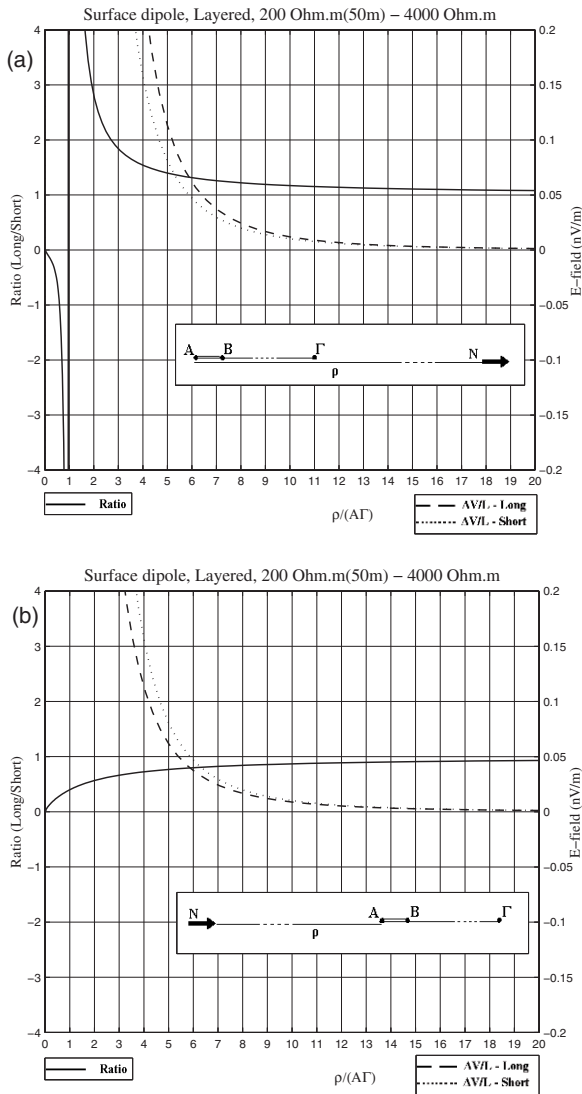 Surface dipole, Layered, 200 Ohm.m(50m) – 4000 Ohm.m
(a)
Ratio (Long/Short)
4
3
2
1
0
−1
−2
−3
−4
0.2
0.15
0.1
0.05
0
−0.05
−0.1
−0.15
−0.2
E−field (nV/m)
A B Γ N
ρ
0 1 2 3 4 5 6 7 8 9 10 11 12 13 14 15 16 17 18 19 20
ρ/(AΓ)
Ratio
ΔV/L - Long
ΔV/L - Short
Surface dipole, Layered, 200 Ohm.m(50m) – 4000 Ohm.m
(b)
Ratio (Long/Short)
4
3
2
1
0
−1
−2
−3
−4
0.2
0.15
0.1
0.05
0
−0.05
−0.1
−0.15
−0.2
E−field (nV/m)
N A B Γ
ρ
0 1 2 3 4 5 6 7 8 9 10 11 12 13 14 15 16 17 18 19 20
ρ/(AΓ)
Ratio
ΔV/L - Long
ΔV/L - Short